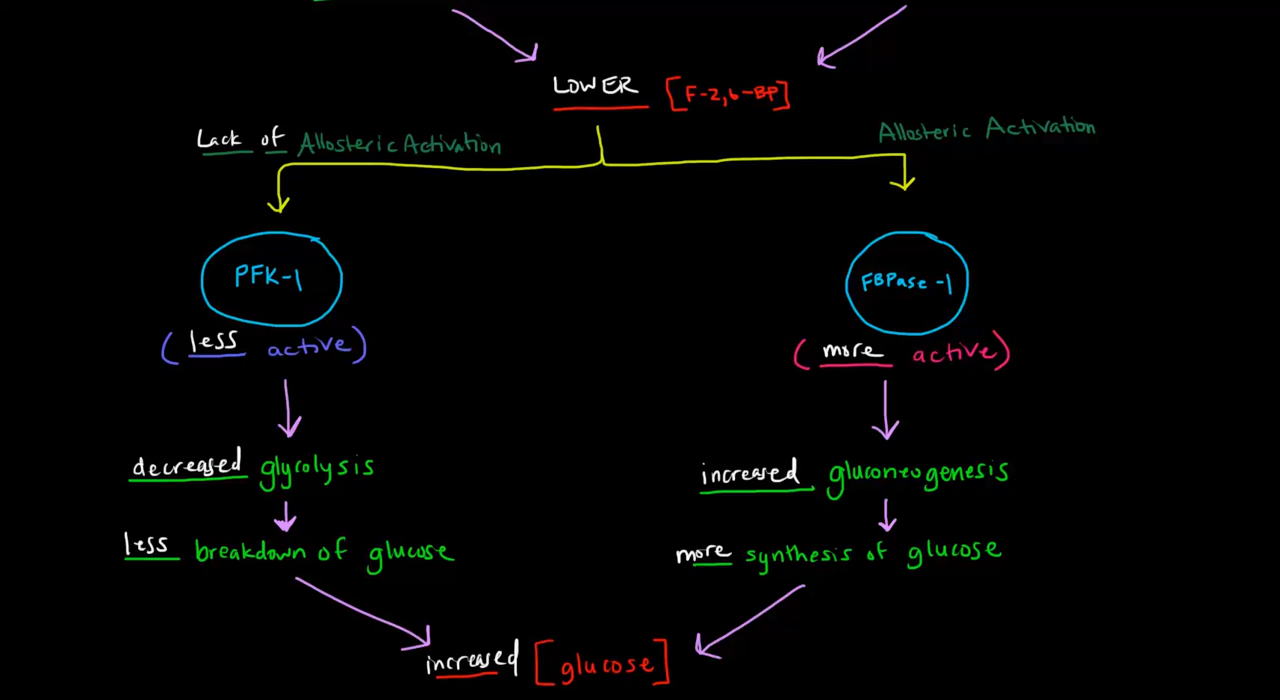 LOWER [F-2,6-BP]
Lack of Allosteric Activation
Allosteric Activation
PFK-1
FBPase-1
(less active)
(more active)
decreased glycolysis
increased gluconeogenesis
less breakdown of glucose
more synthesis of glucose
increased [glucose]